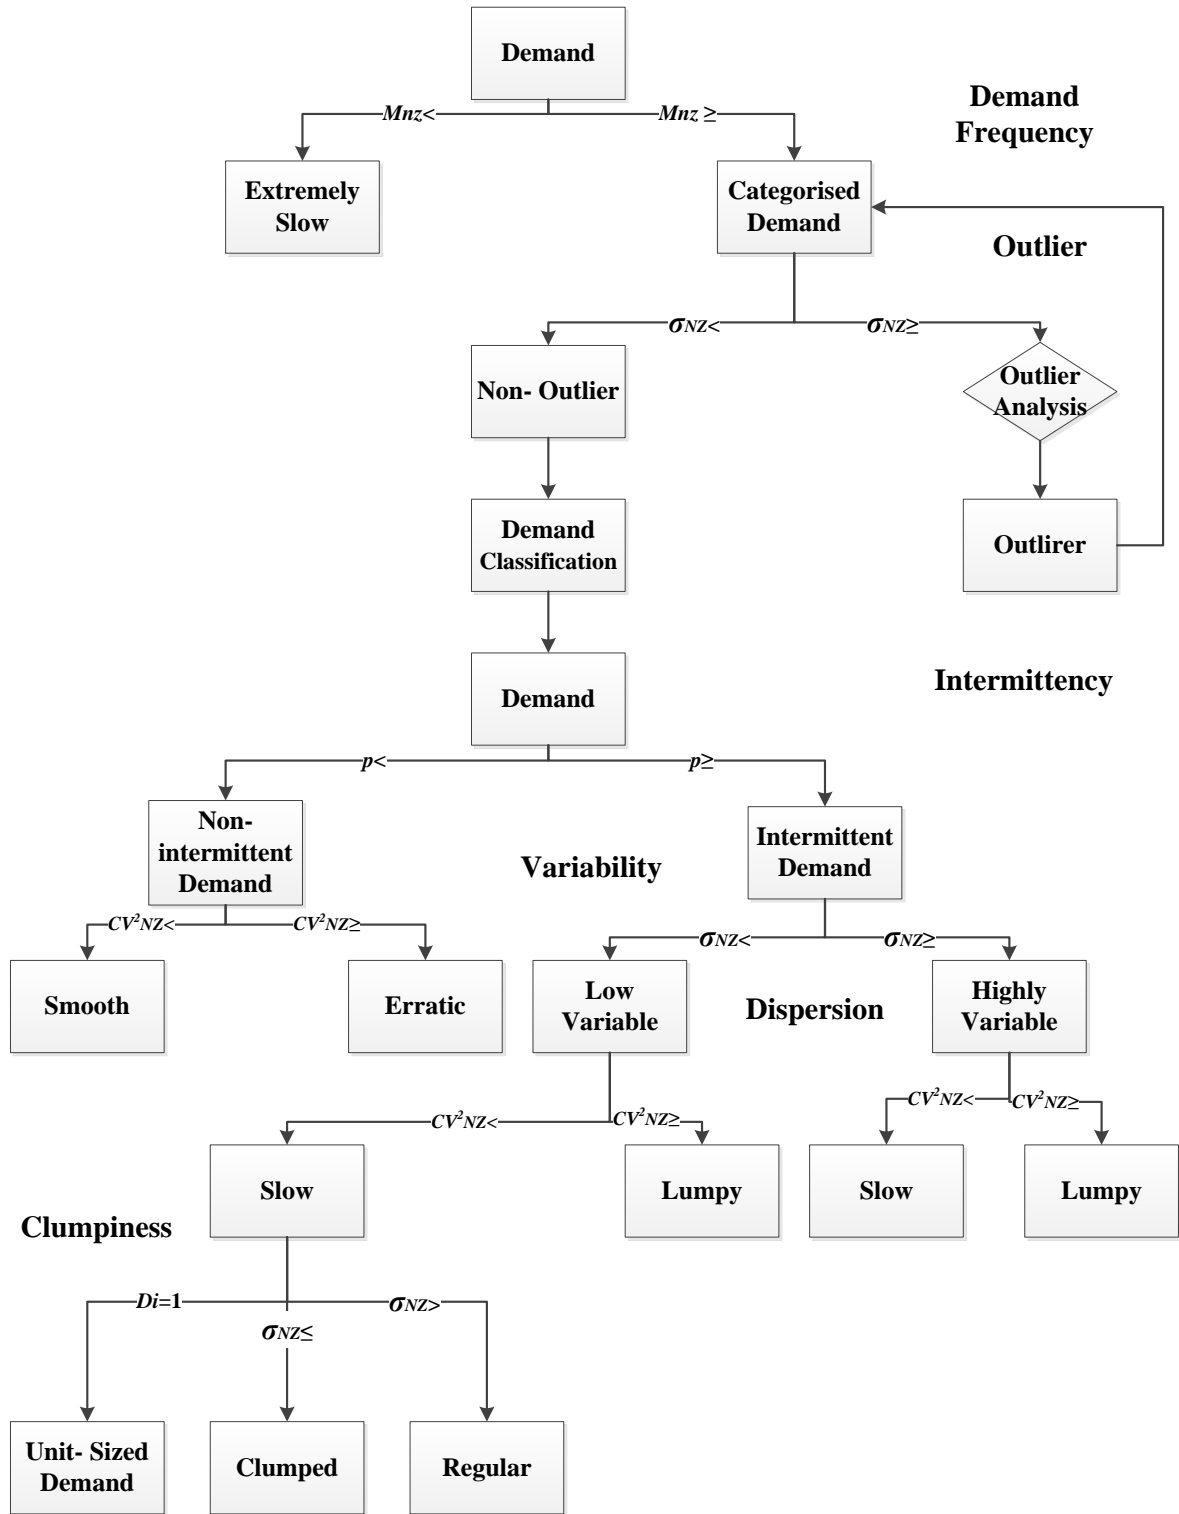 Demand
Demand
Frequency
Mnz<
Mnz ≥
Extremely
Slow
Categorised
Demand
Outlier
σNZ<
σNZ≥
Non- Outlier
Outlier
Analysis
Demand
Classification
Outlirer
Demand
Intermittency
p<
p≥
Non-
intermittent
Demand
Intermittent
Demand
Variability
CV²NZ<
CV²NZ≥
σNZ<
σNZ≥
Smooth
Erratic
Low
Variable
Dispersion
Highly
Variable
CV²NZ<
CV²NZ≥
CV²NZ<
CV²NZ≥
Slow
Lumpy
Slow
Lumpy
Clumpiness
Di=1
σNZ≤
σNZ>
Unit- Sized
Demand
Clumped
Regular